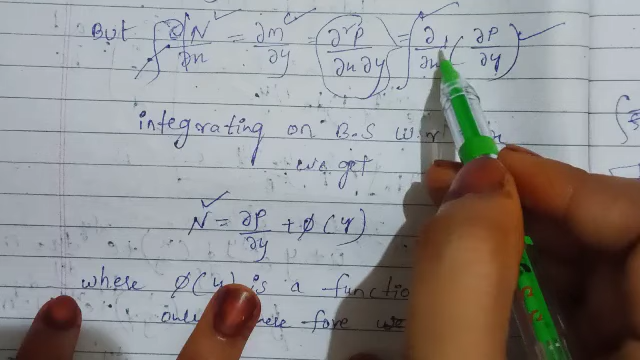 But ∂N/∂x = ∂m/∂y = ∂²P/∂x ∂y = ∂/∂x (∂P/∂y)
integrating on B.S w.r.t x
we get
N = ∂P/∂y + φ(y)
where φ(y) is a functio